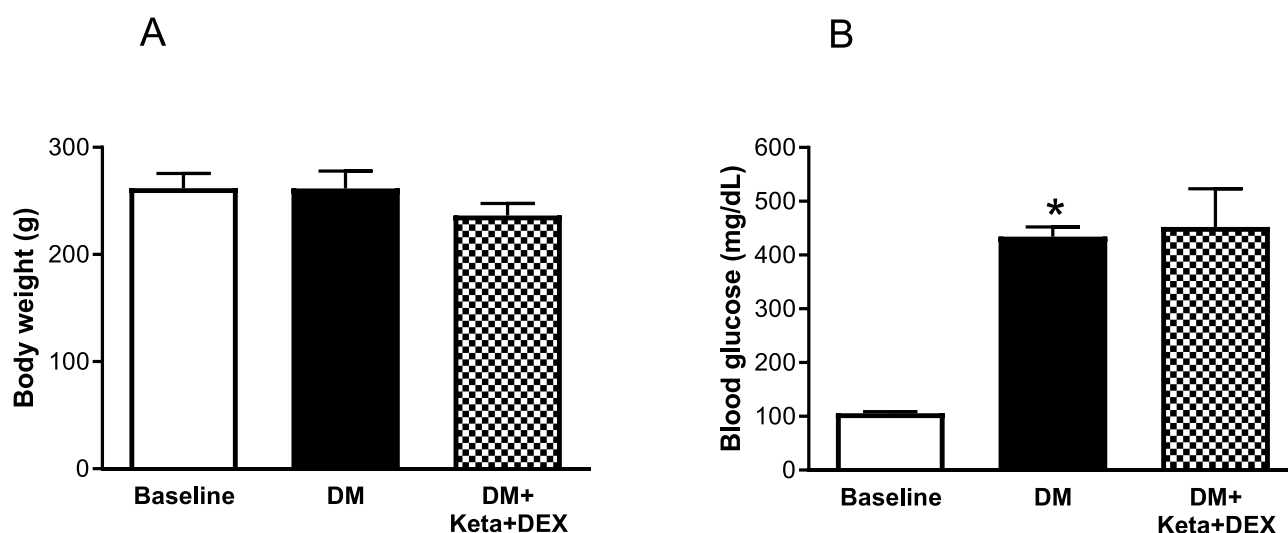 A
Body weight (g)
300
200
100
0
Baseline
DM
DM+
Keta+DEX
B
Blood glucose (mg/dL)
600
500
400
300
200
100
0
*
Baseline
DM
DM+
Keta+DEX